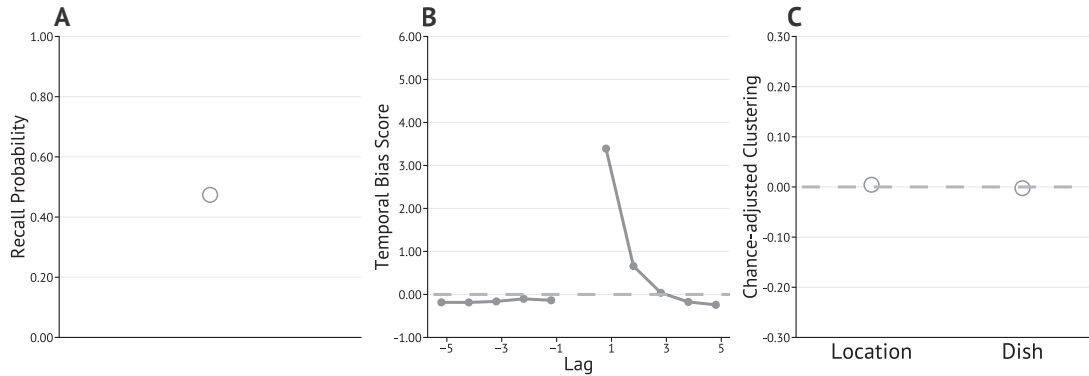 A
Recall Probability
1.00
0.80
0.60
0.40
0.20
0.00
B
Temporal Bias Score
6.00
5.00
4.00
3.00
2.00
1.00
0.00
-1.00
−5 −3 −1 1 3 5
Lag
C
Chance-adjusted Clustering
0.30
0.20
0.10
0.00
-0.10
-0.20
-0.30
Location Dish